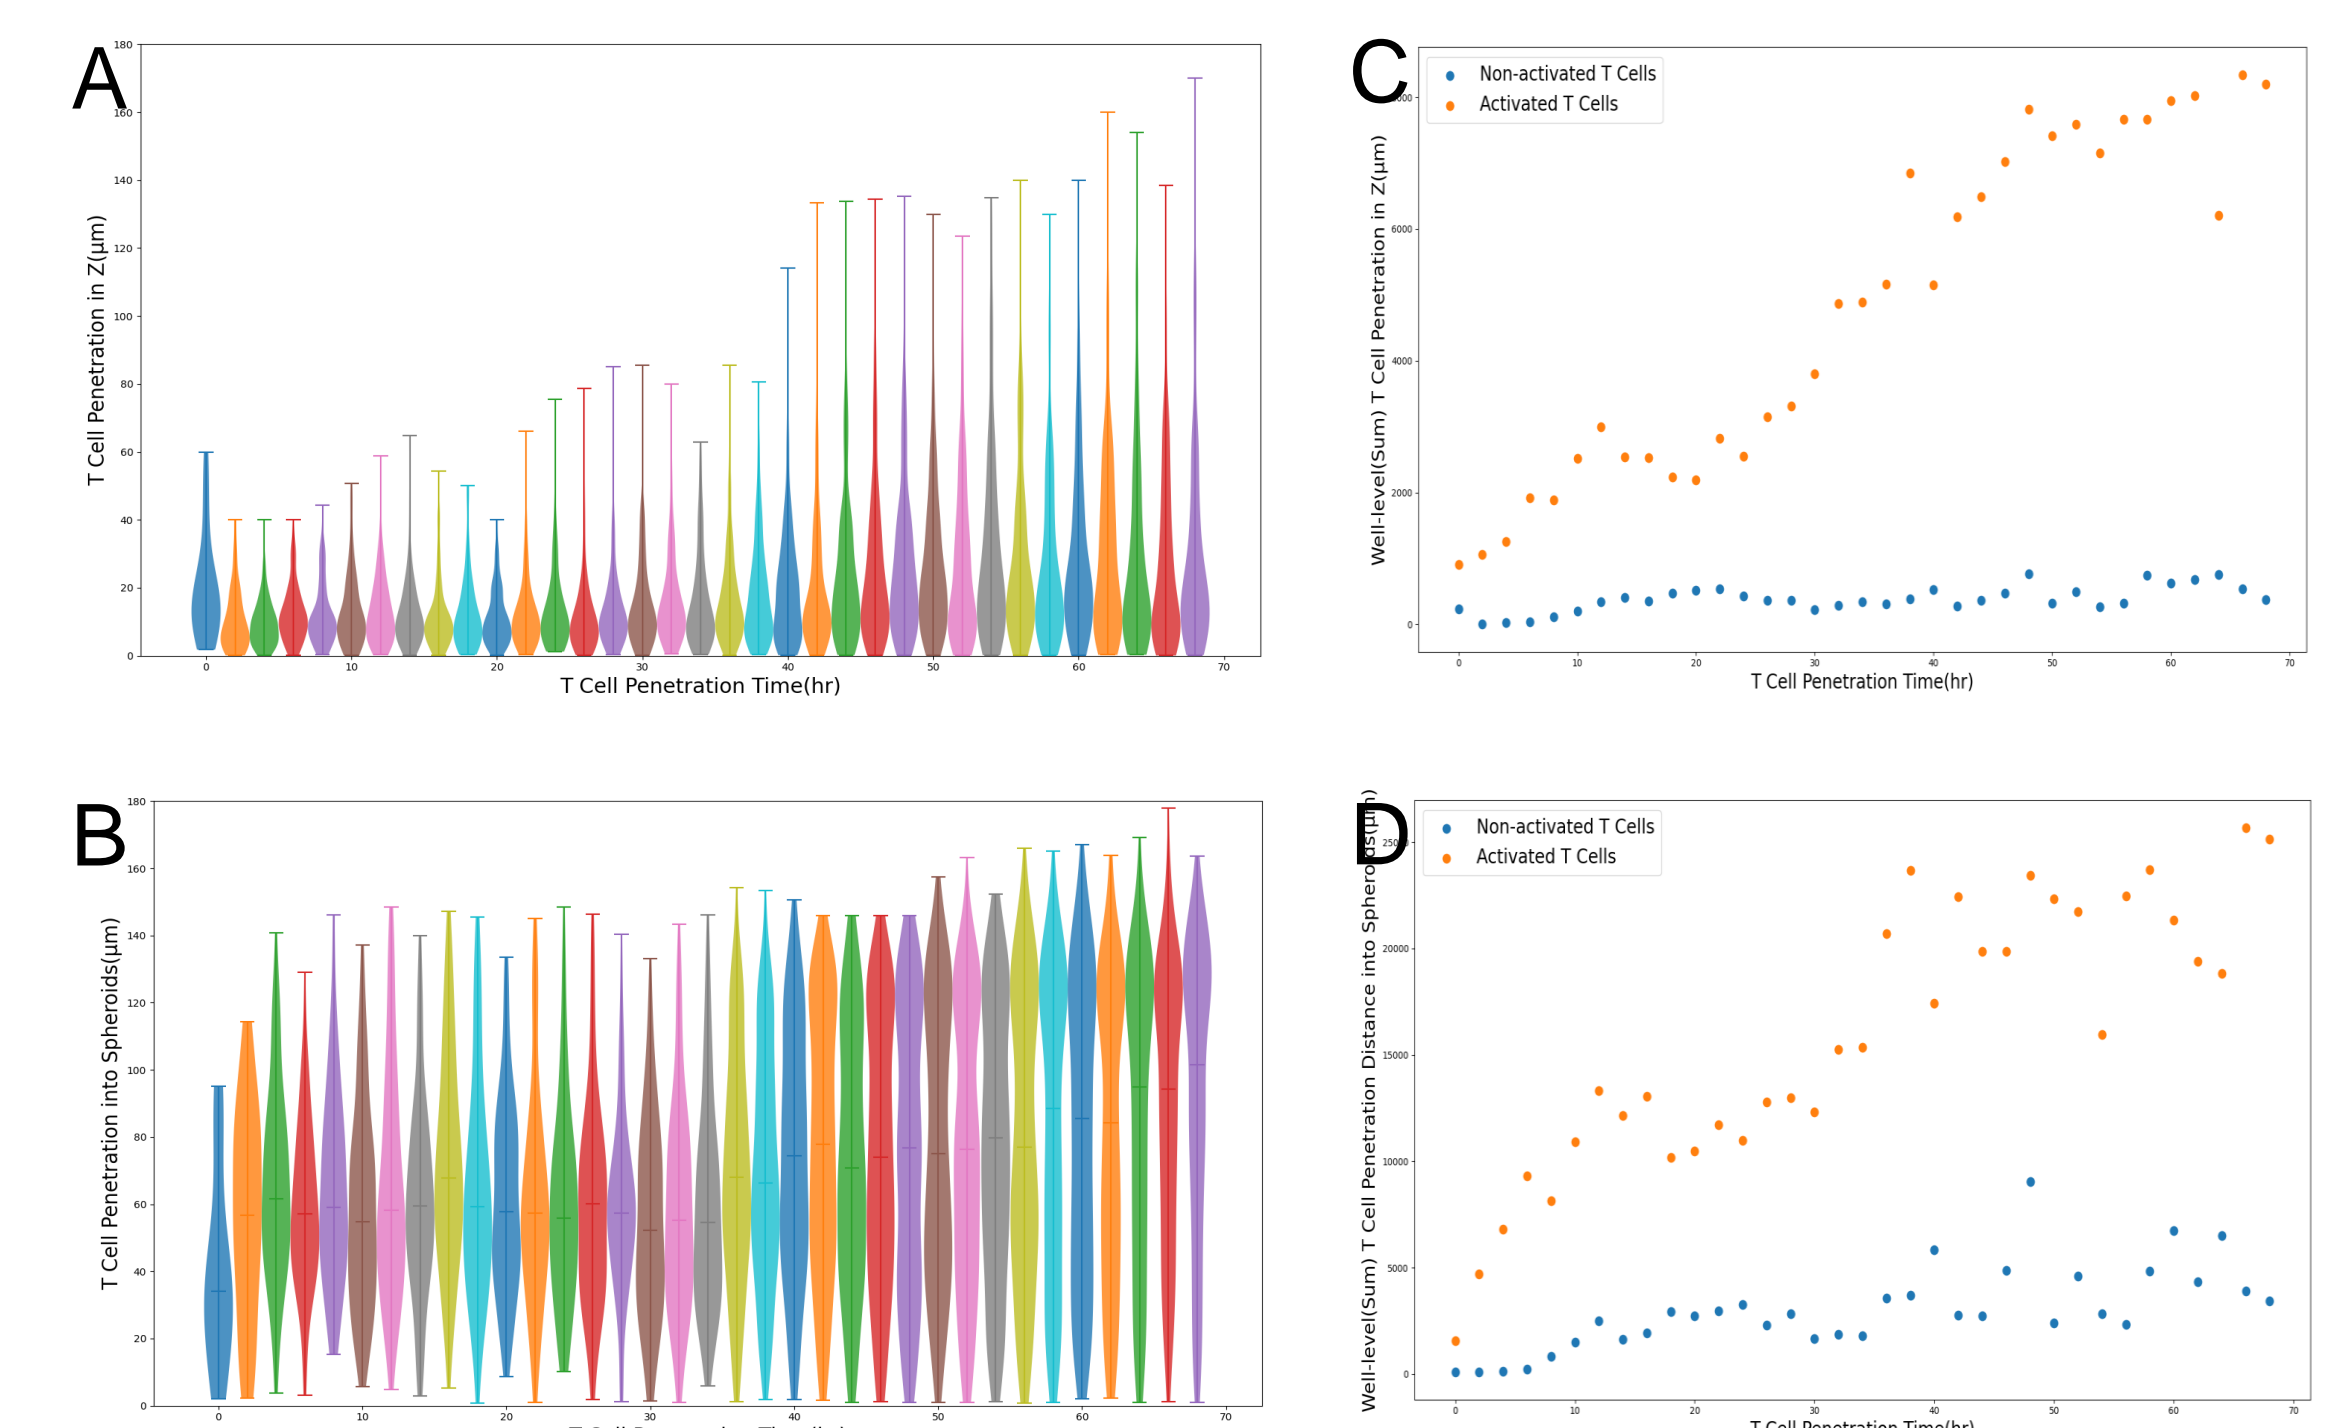 A
180
160
140
120
100
80
60
40
20
0
T Cell Penetration in Z(μm)
0 10 20 30 40 50 60 70
T Cell Penetration Time(hr)
C
Non-activated T Cells
Activated T Cells
6000
4000
2000
0
Well-level(Sum) T Cell Penetration in Z(μm)
0 10 20 30 40 50 60 70
T Cell Penetration Time(hr)
B
180
160
140
120
100
80
60
40
20
0
T Cell Penetration into Spheroids(μm)
0 10 20 30 40 50 60 70
D
Non-activated T Cells
Activated T Cells
20000
15000
10000
5000
0
Well-level(Sum) T Cell Penetration Distance into Spheroids(μm)
0 10 20 30 40 50 60 70
T Cell Penetration Time(hr)